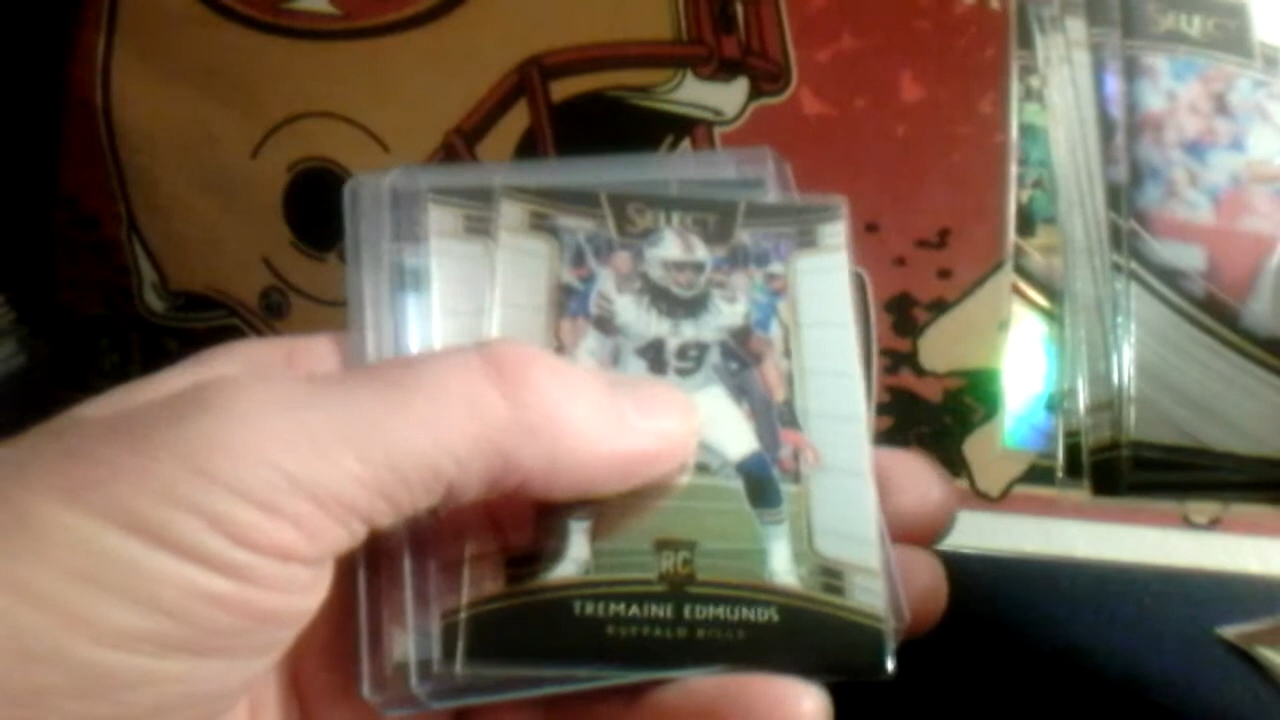 SELECT
SELECT
49
RC
TREMAINE EDMUNDS
BUFFALO BILLS